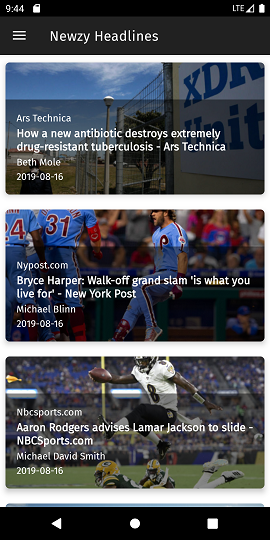 9:44
LTE
Newzy Headlines
XDR
Unit
Ars Technica
How a new antibiotic destroys extremely
drug-resistant tuberculosis - Ars Technica
Beth Mole
2019-08-16
24
31
Nypost.com
Bryce Harper: Walk-off grand slam 'is what you
live for' - New York Post
Michael Blinn
2019-08-16
8
Nbcsports.com
Aaron Rodgers advises Lamar Jackson to slide -
NBCSports.com
Michael David Smith
2019-08-16